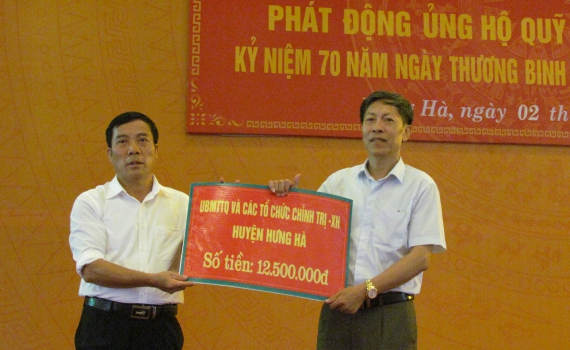 PHÁT ĐỘNG ỦNG HỘ QUỸ
KỶ NIỆM 70 NĂM NGÀY THƯƠNG BINH
Hà, ngày 02 th
UBMTTQ VÀ CÁC TỔ CHỨC CHÍNH TRỊ -XH
HUYỆN HƯNG HÀ
Số tiền: 12.500.000đ